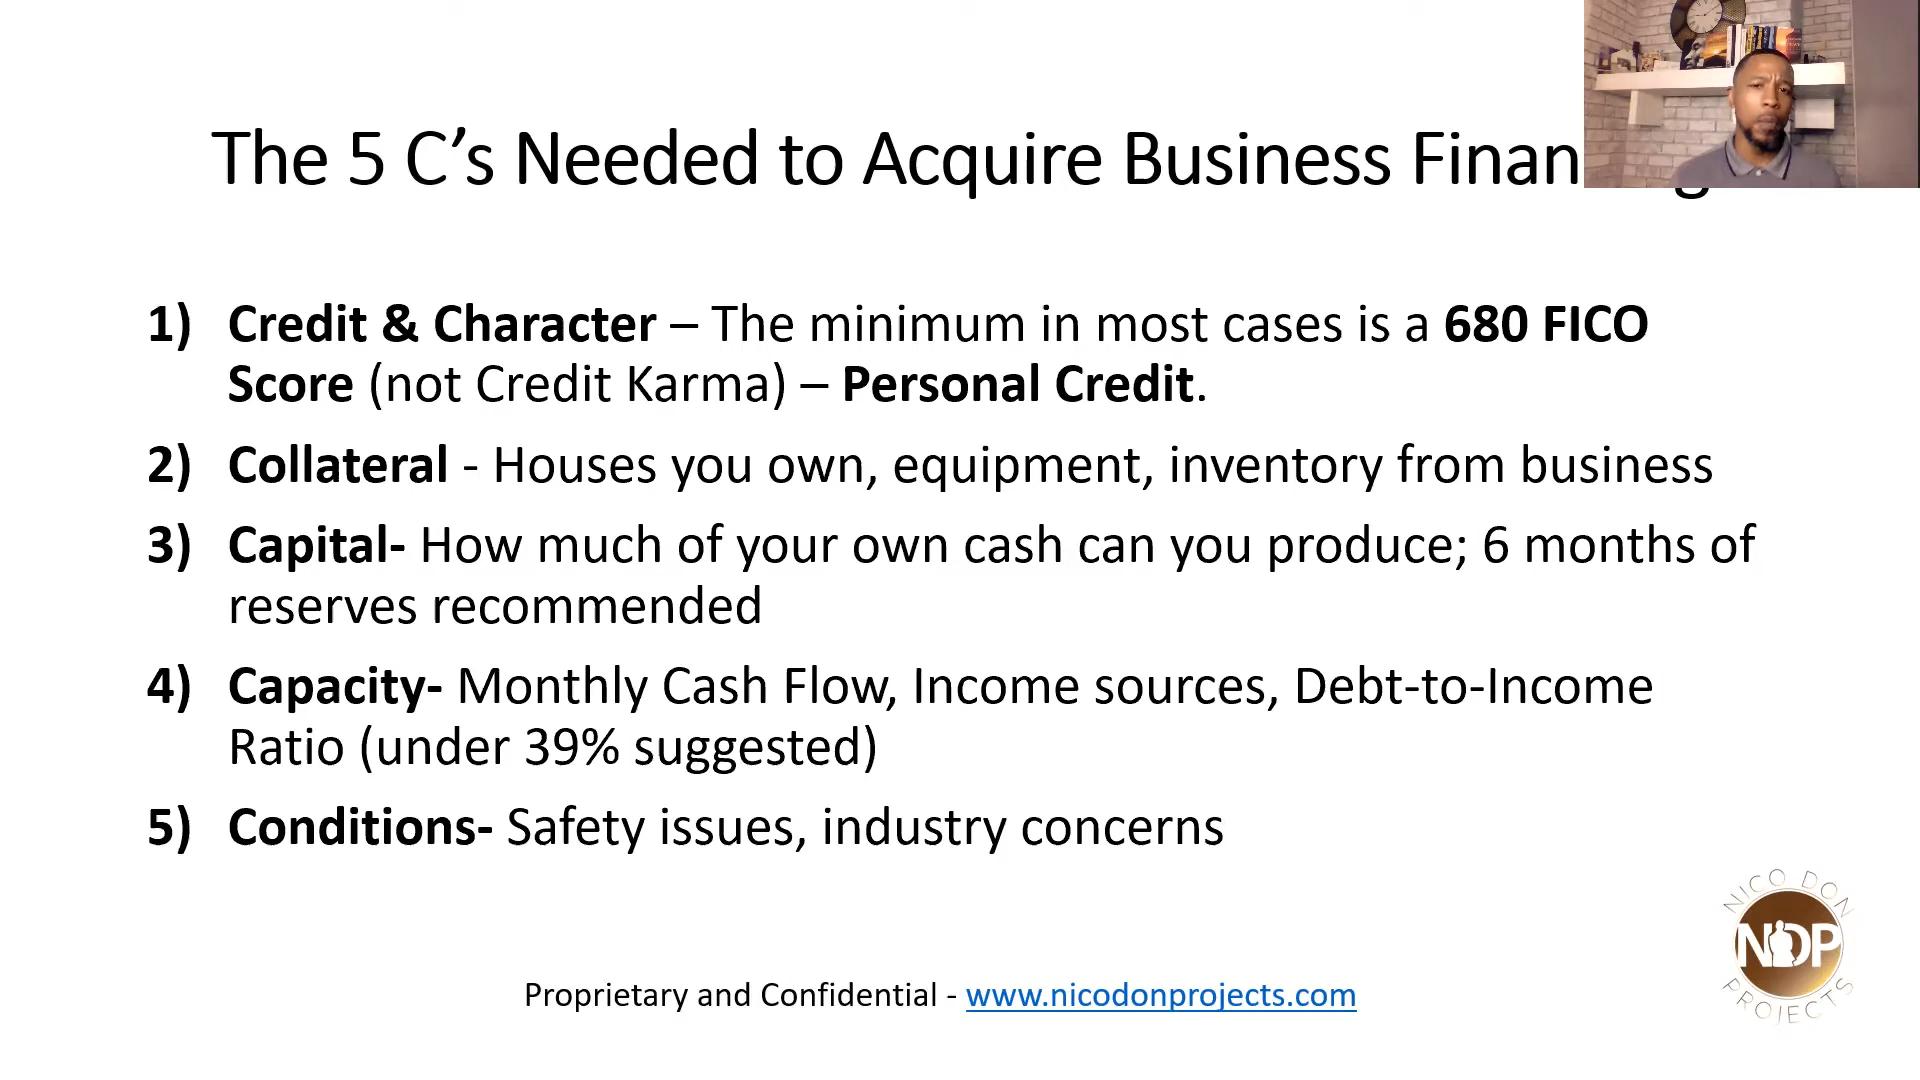 The 5 C's Needed to Acquire Business
1) Credit & Character – The minimum in most cases is a 680 FICO
Score (not Credit Karma) – Personal Credit.
2) Collateral - Houses you own, equipment, inventory from business
3) Capital- How much of your own cash can you produce; 6 months of
reserves recommended
4) Capacity- Monthly Cash Flow, Income sources, Debt-to-Income
Ratio (under 39% suggested)
5) Conditions- Safety issues, industry concerns
NICO DON
NDP
PROJECTS
Proprietary and Confidential - www.nicodonprojects.com